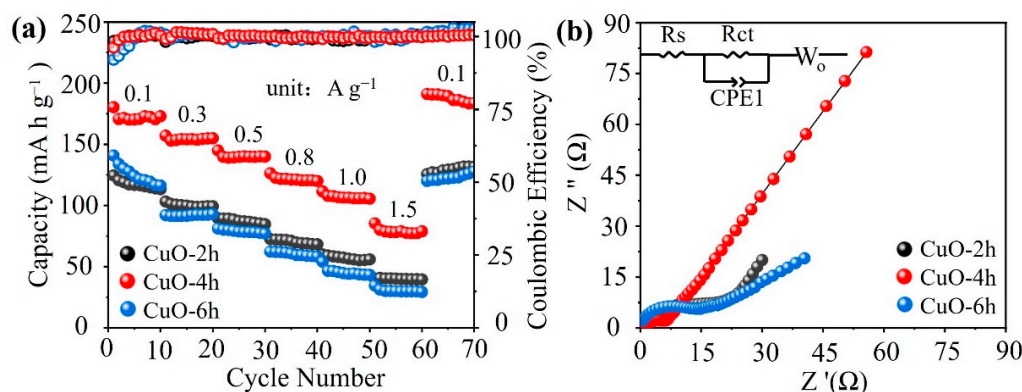 (a)
Capacity (mA h g⁻¹)
250
200
150
100
50
0
0.1
0.3
0.5
0.8
1.0
1.5
0.1
unit: A g⁻¹
CuO-2h
CuO-4h
CuO-6h
0 10 20 30 40 50 60 70
Cycle Number
100
75
50
25
0
Coulombic Efficiency (%)
(b)
Z " (Ω)
90
75
60
45
30
15
0
Rs Rct
Wₒ
CPE1
CuO-2h
CuO-4h
CuO-6h
0 15 30 45 60 75 90
Z '(Ω)